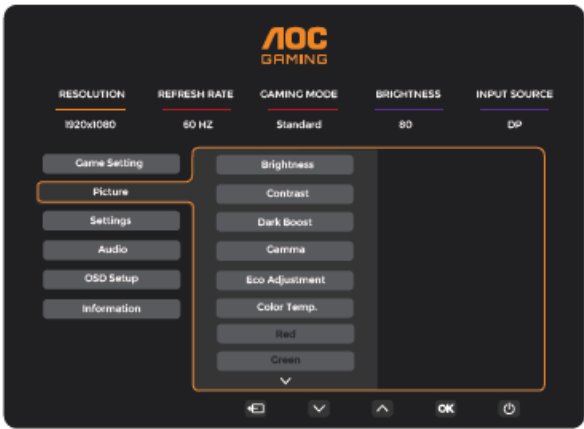 AOC
GAMING
RESOLUTION REFRESH RATE GAMING MODE BRIGHTNESS INPUT SOURCE
1920x1080 60 HZ Standard 80 DP
Game Setting
Picture
Settings
Audio
OSD Setup
Information
Brightness
Contrast
Dark Boost
Gamma
Eco Adjustment
Color Temp.
Red
Green
OK